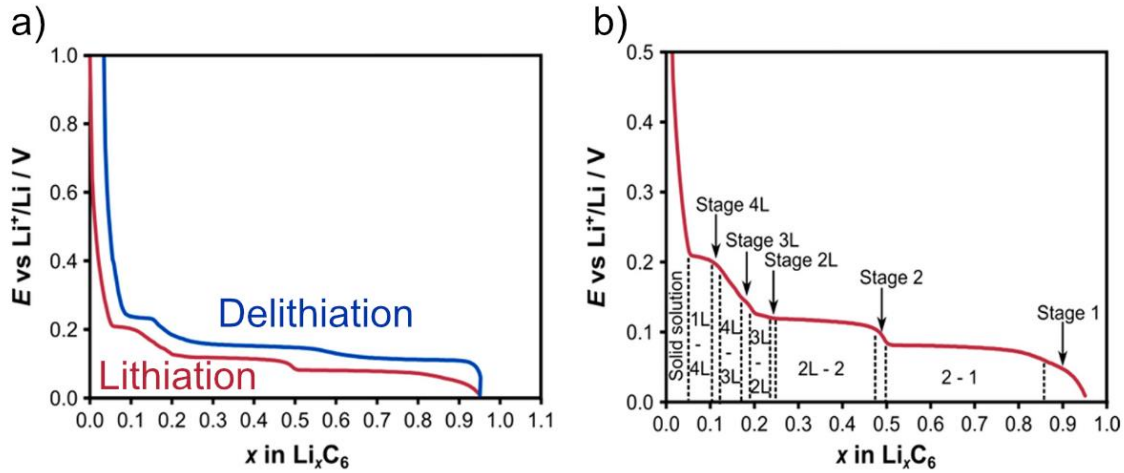 a)
1.0
0.8
0.6
0.4
0.2
0.0
E vs Li⁺/Li / V
Delithiation
Lithiation
0.0 0.1 0.2 0.3 0.4 0.5 0.6 0.7 0.8 0.9 1.0 1.1
x in LiₓC₆
b)
0.5
0.4
0.3
0.2
0.1
0.0
E vs Li⁺/Li / V
Stage 4L
Stage 3L
Stage 2L
Stage 2
Stage 1
Solid solution
1L - 4L
4L - 3L
3L - 2L
2L - 2
2 - 1
0.0 0.1 0.2 0.3 0.4 0.5 0.6 0.7 0.8 0.9 1.0
x in LiₓC₆